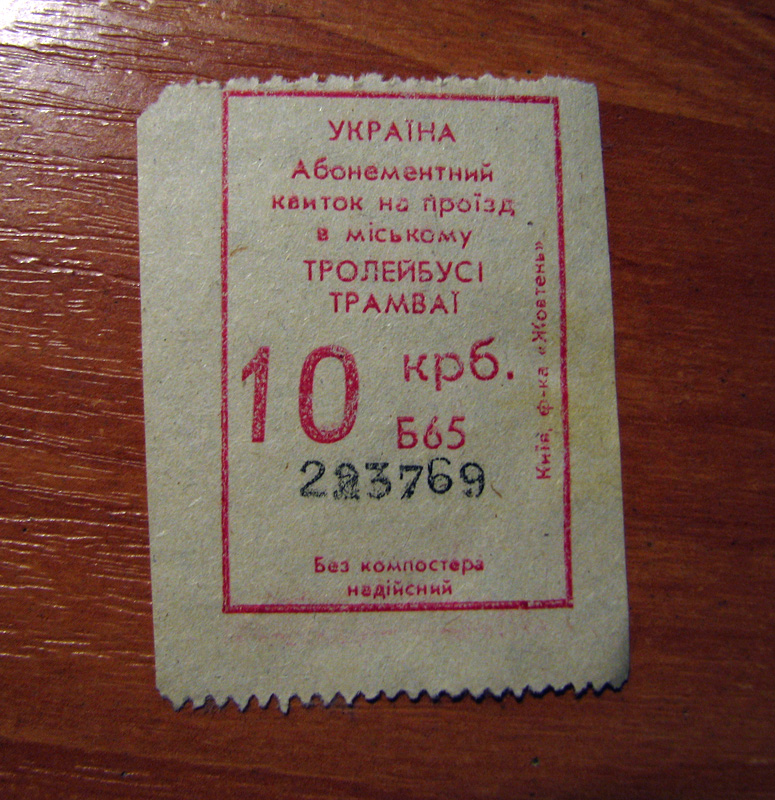 УКРАЇНА
Абонементний
квиток на проїзд
в міському
ТРОЛЕЙБУСІ
ТРАМВАЇ
10 крб.
Б65
Без компостера
надійсний
Київ, ф-ка «Жовтень»